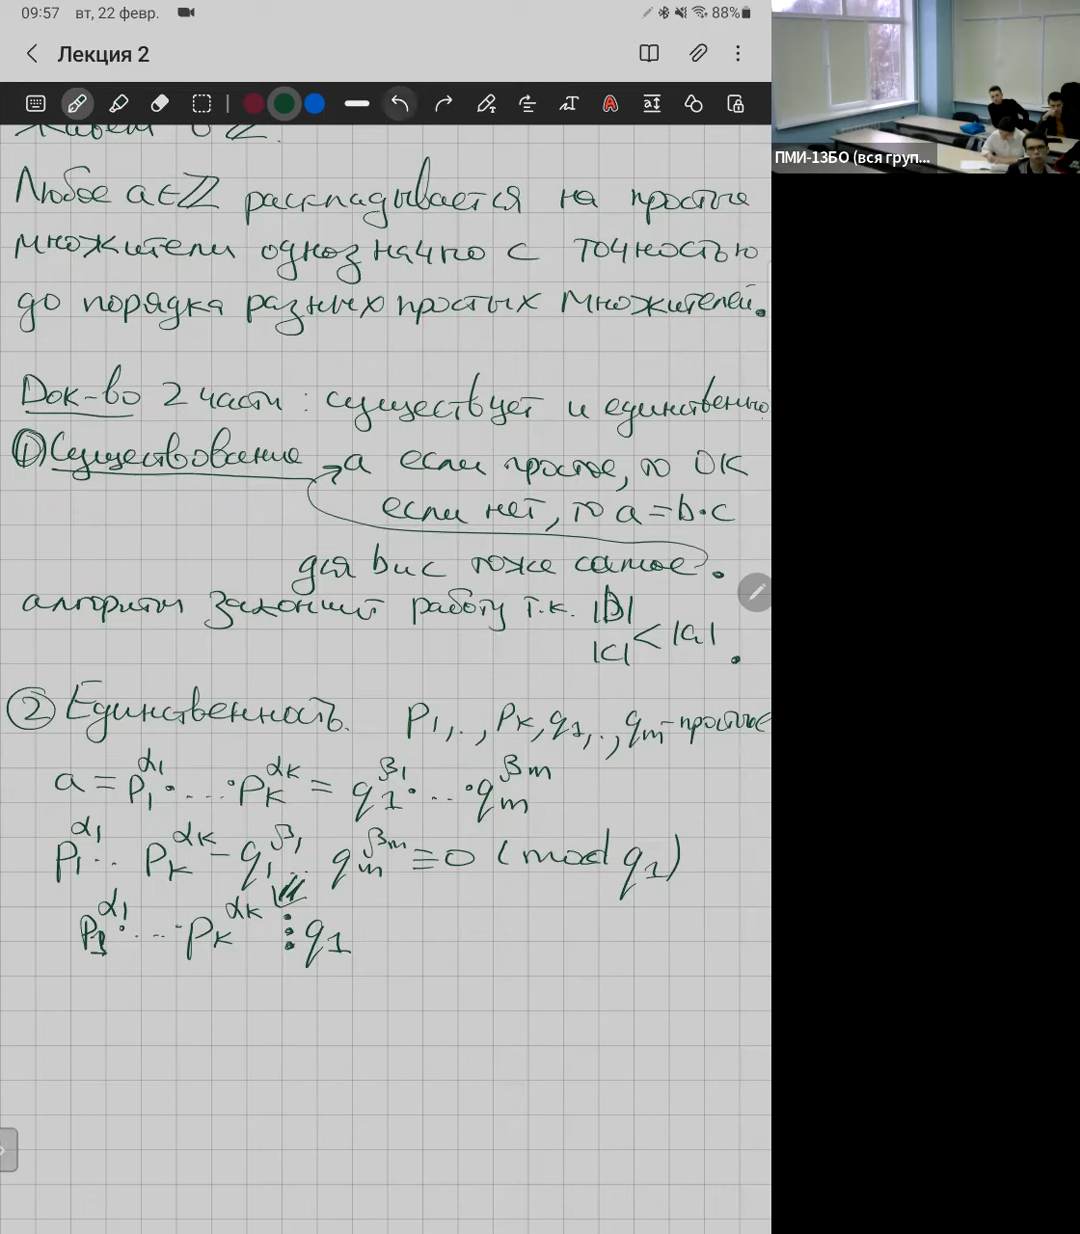 09:57 вт, 22 февр. 88%
Лекция 2
Любое a∈ℤ раскладывается на простые
множители однозначно с точностью
до порядка разных простых множителей.
Док-во 2 части: существует и единственно
① Существование → a если простое, то OK
если нет, то a = b·c
для b и c тоже самое.
алгоритм закончит работу т.к. |b|
|c| < |a| .
② Единственность. p1,.., pk, q1,.., qm - простые
a = p1^α1 · ... · pk^αk = q1^β1 · ... · qm^βm
p1^α1 .. pk^αk - q1^β1 .. qm^βm ≡ 0 (mod q1)
p1^α1 · ... · pk^αk ⋮ q1
ПМИ-13БО (вся груп...